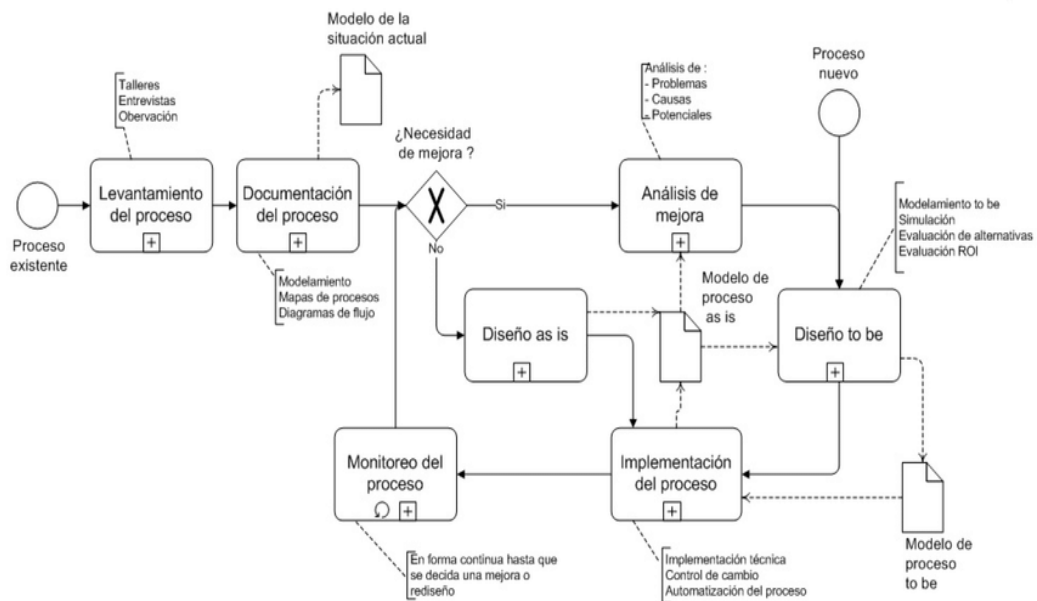 Modelo de la
situación actual
Proceso
nuevo
Talleres
Entrevistas
Obervación
Análisis de :
- Problemas
- Causas
- Potenciales
¿Necesidad
de mejora ?
Levantamiento
del proceso
Documentación
del proceso
Si
Análisis de
mejora
Proceso
existente
No
Modelamiento
Mapas de procesos
Diagramas de flujo
Modelamiento to be
Simulación
Evaluación de alternativas
Evaluación ROI
Modelo de
proceso
as is
Diseño as is
Diseño to be
Monitoreo del
proceso
Implementación
del proceso
Modelo de
proceso
to be
En forma continua hasta que
se decida una mejora o
rediseño
Implementación técnica
Control de cambio
Automatización del proceso